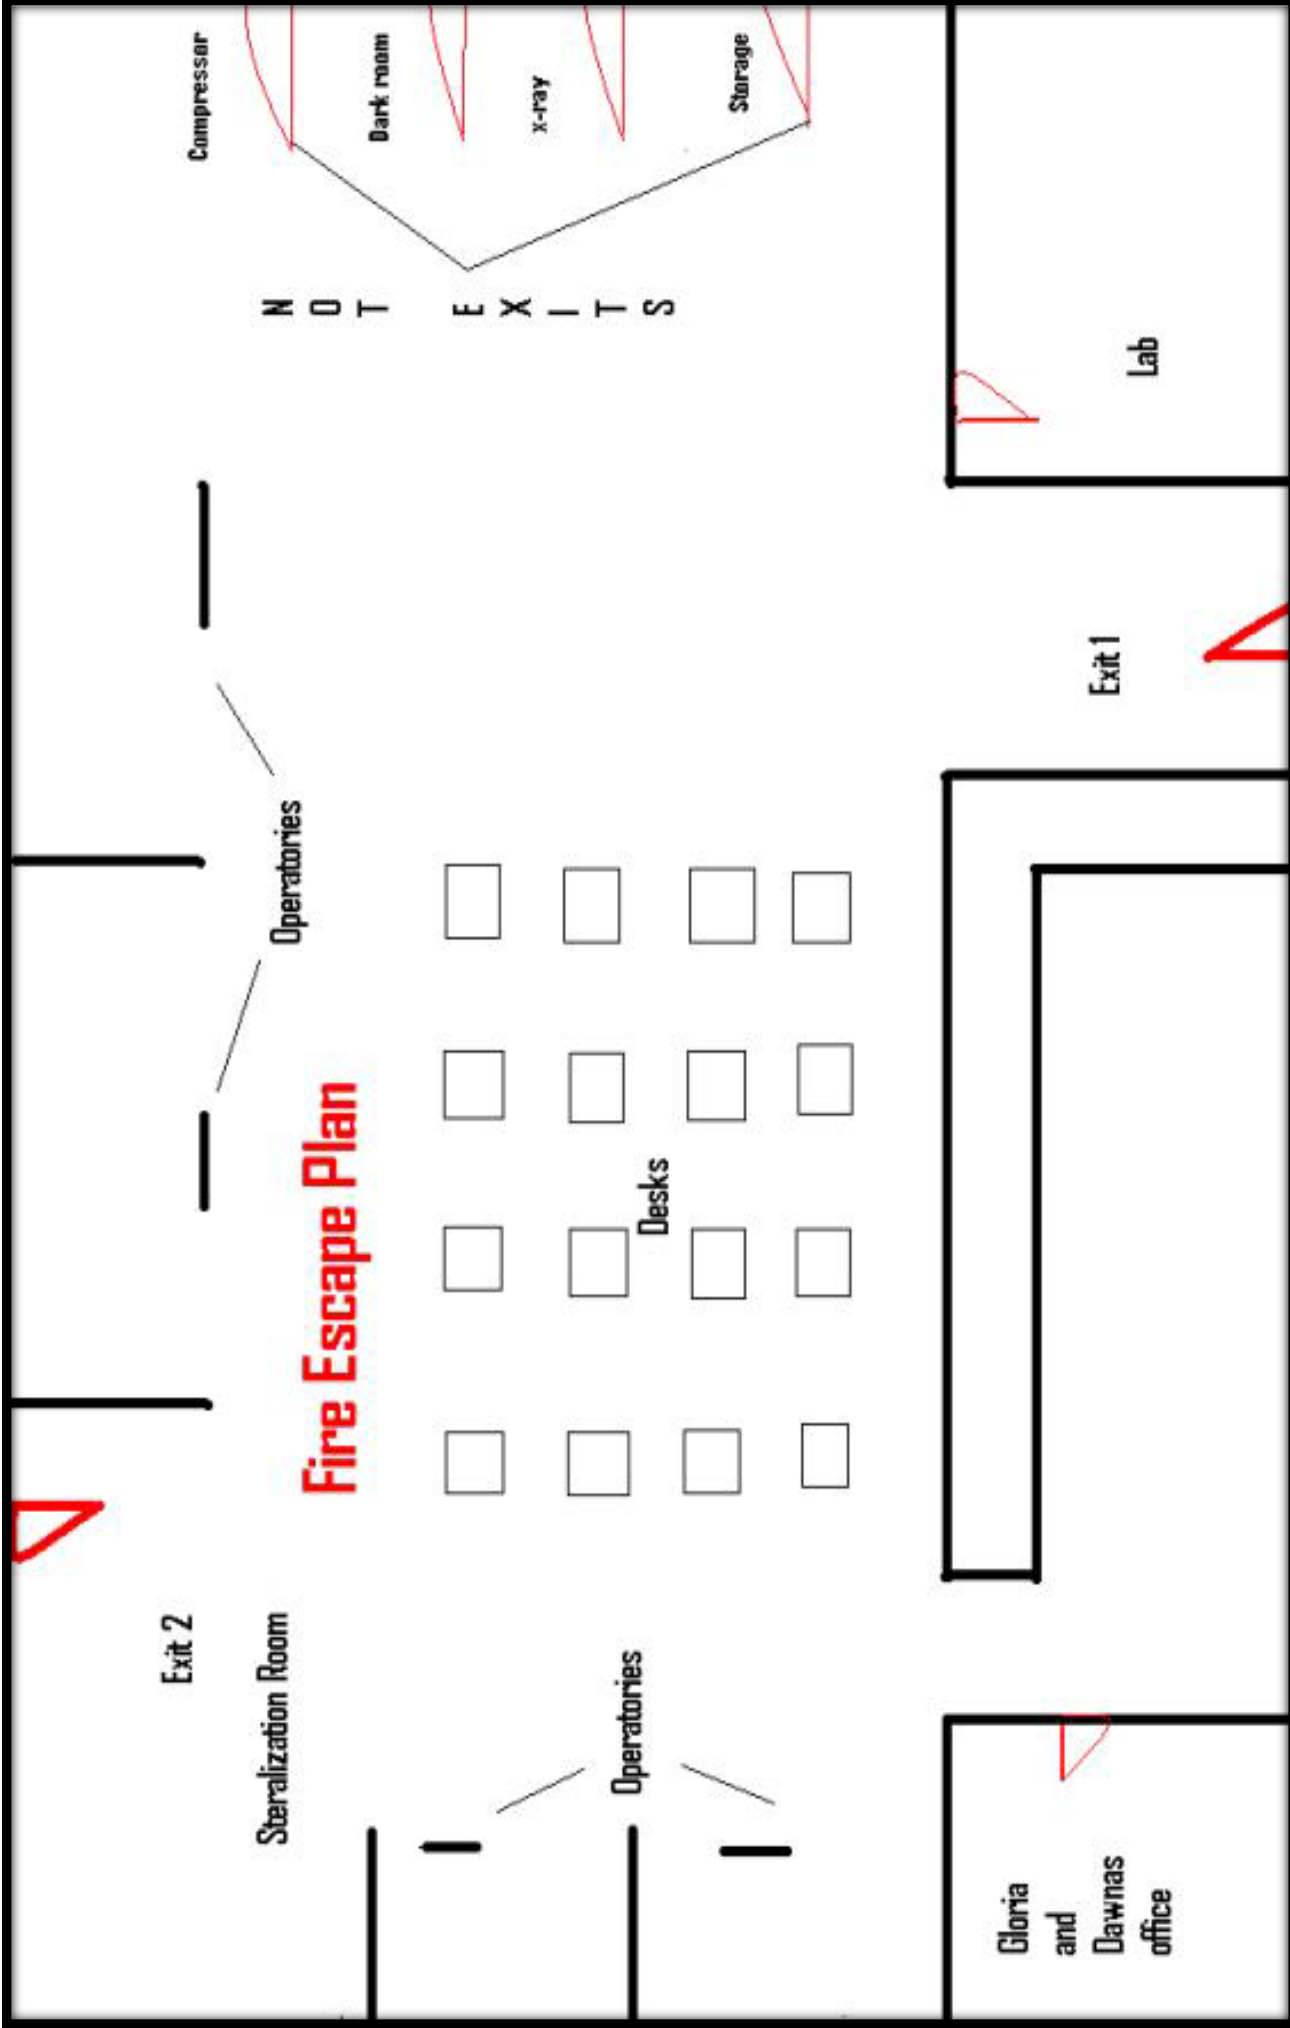 Compressor
Dark room
x-ray
Storage
NOT EXITS
Lab
Exit 1
Operatories
Fire Escape Plan
Desks
Exit 2
Steralization Room
Operatories
Gloria
and
Dawnas
office